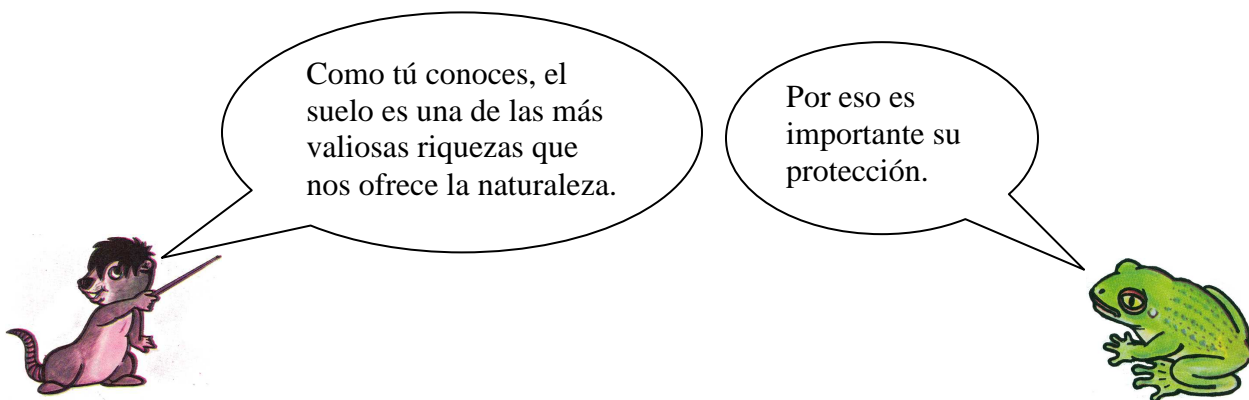 Como tú conoces, el
suelo es una de las más
valiosas riquezas que
nos ofrece la naturaleza.
Por eso es
importante su
protección.